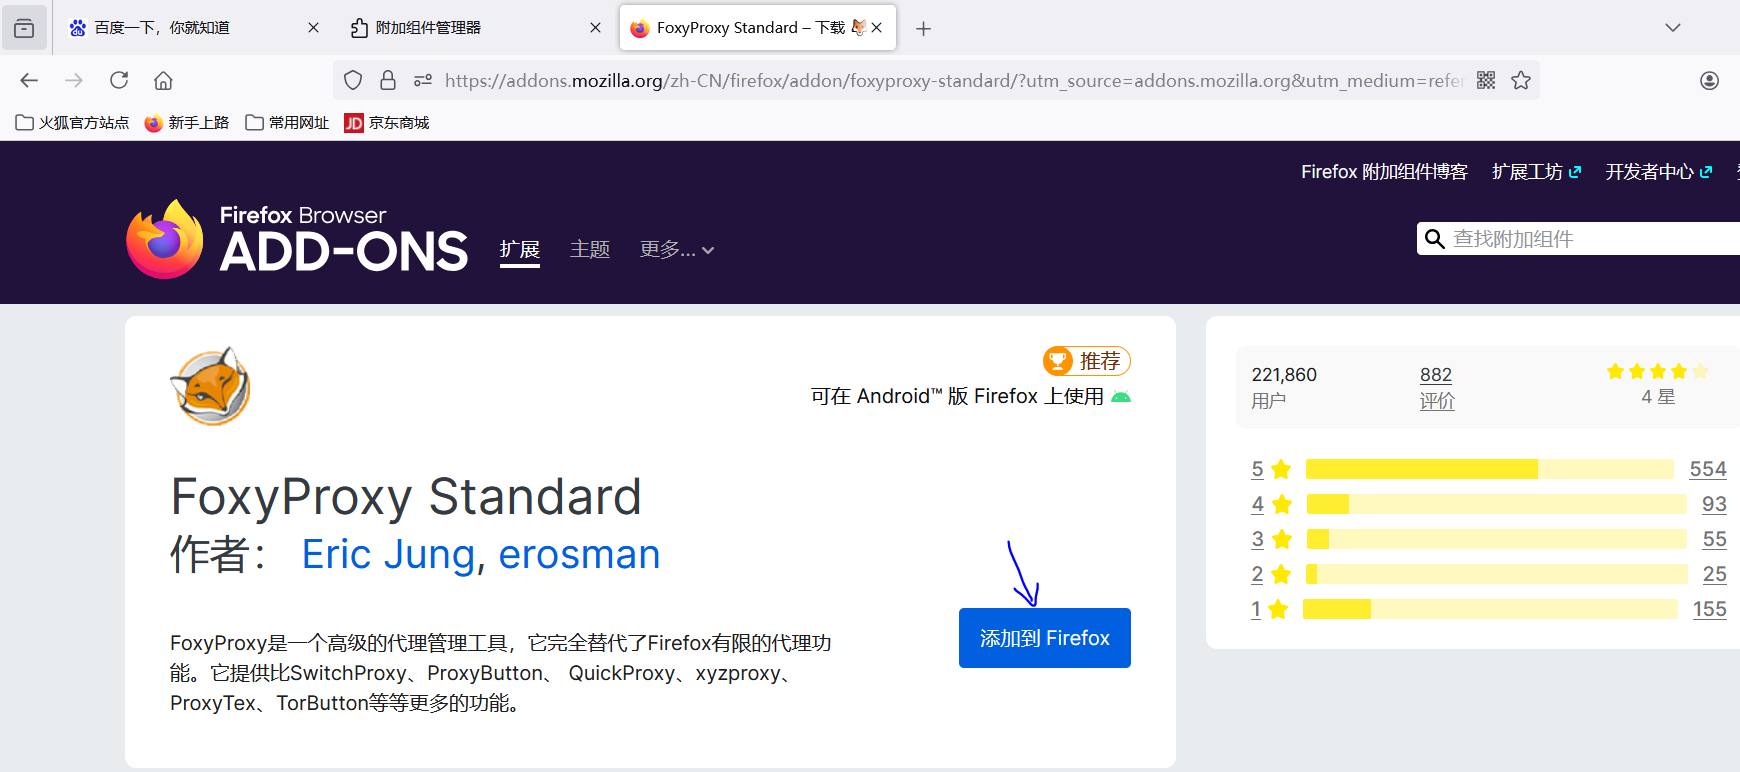 百度一下，你就知道
附加组件管理器
FoxyProxy Standard – 下载
https://addons.mozilla.org/zh-CN/firefox/addon/foxyproxy-standard/?utm_source=addons.mozilla.org&utm_medium=refer
火狐官方站点
新手上路
常用网址
JD 京东商城
Firefox 附加组件博客
扩展工坊
开发者中心
Firefox Browser
ADD-ONS
扩展
主题
更多...
查找附加组件
推荐
可在 Android™ 版 Firefox 上使用
FoxyProxy Standard
作者： Eric Jung, erosman
FoxyProxy是一个高级的代理管理工具，它完全替代了Firefox有限的代理功
能。它提供比SwitchProxy、ProxyButton、 QuickProxy、xyzproxy、
ProxyTex、TorButton等等更多的功能。
添加到 Firefox
221,860
用户
882
评价
4 星
5 554
4 93
3 55
2 25
1 155